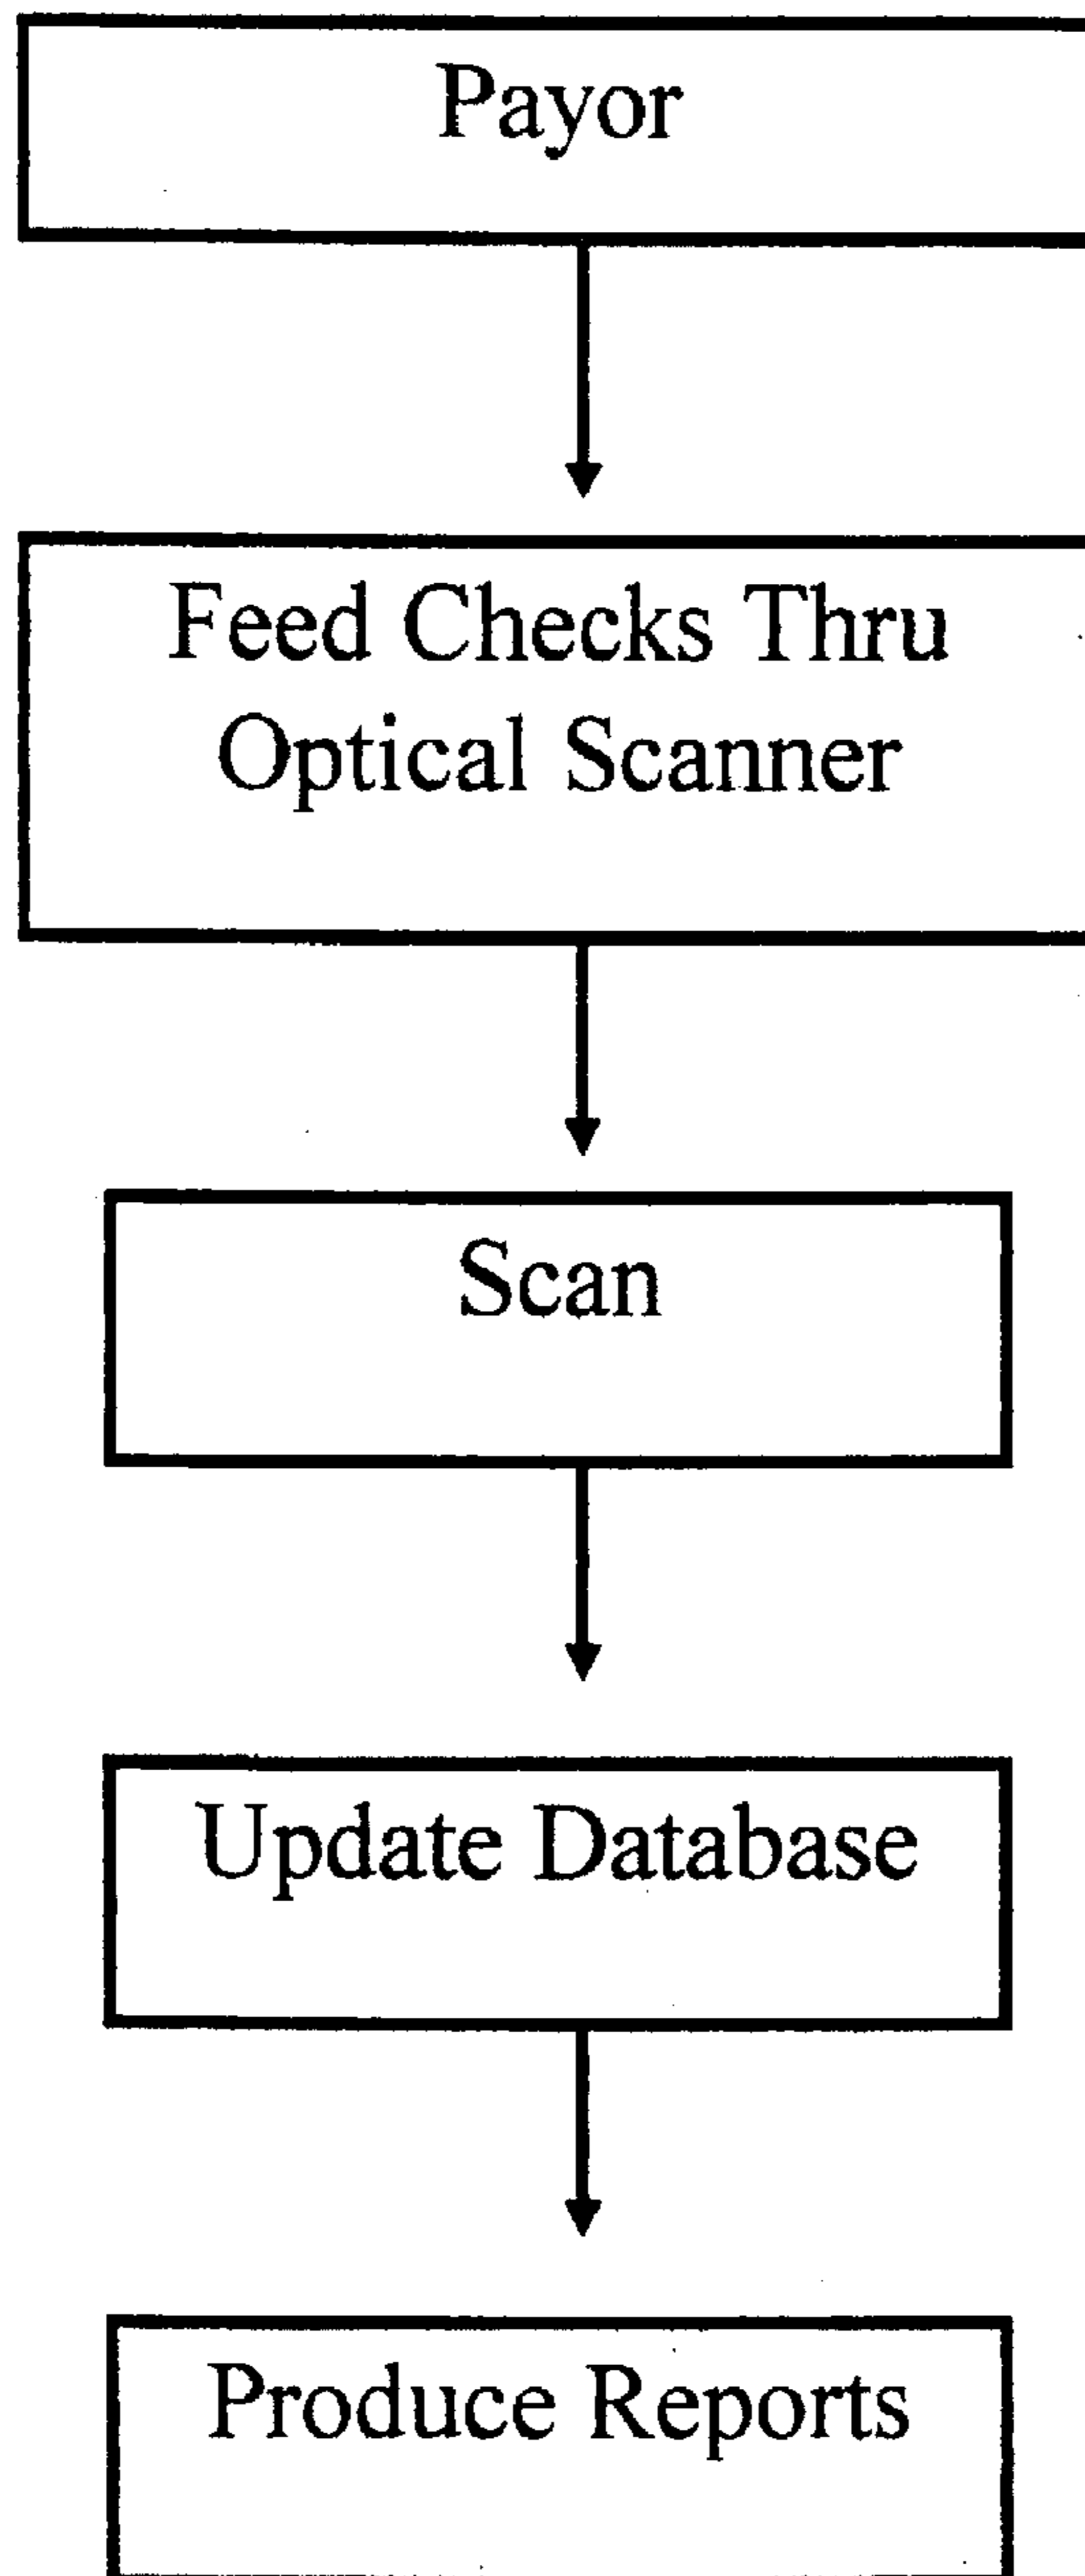 Payor
Feed Checks Thru
Optical Scanner
Scan
Update Database
Produce Reports